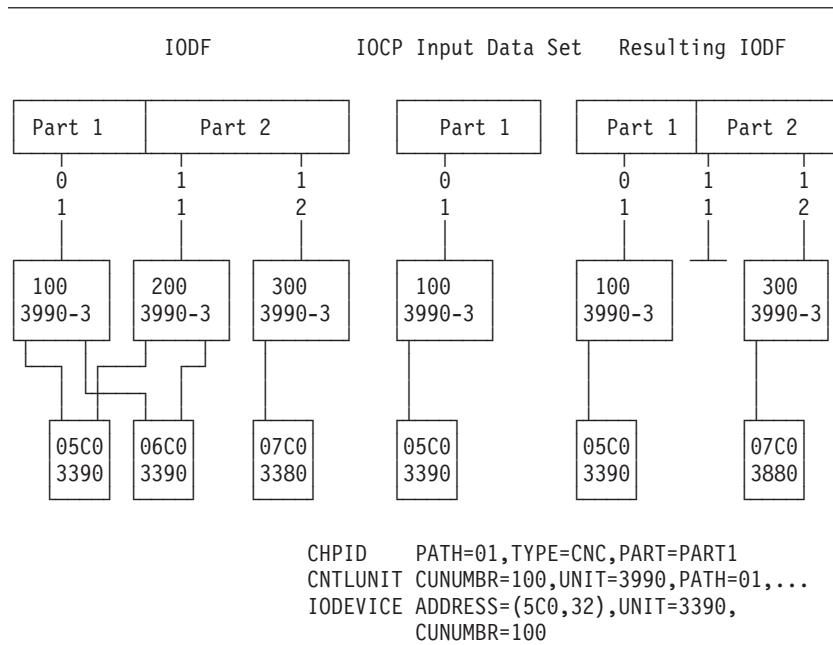 IODF IOCP Input Data Set Resulting IODF
Part 1 Part 2 Part 1 Part 1 Part 2
0 1 1 0 0 1 1
1 1 2 1 1 1 2
100 200 300 100 100 300
3990-3 3990-3 3990-3 3990-3 3990-3 3990-3
05C0 06C0 07C0 05C0 05C0 07C0
3390 3390 3380 3390 3390 3880
CHPID PATH=01,TYPE=CNC,PART=PART1
CNTLUNIT CUNUMBR=100,UNIT=3990,PATH=01,...
IODEVICE ADDRESS=(5C0,32),UNIT=3390,
CUNUMBR=100